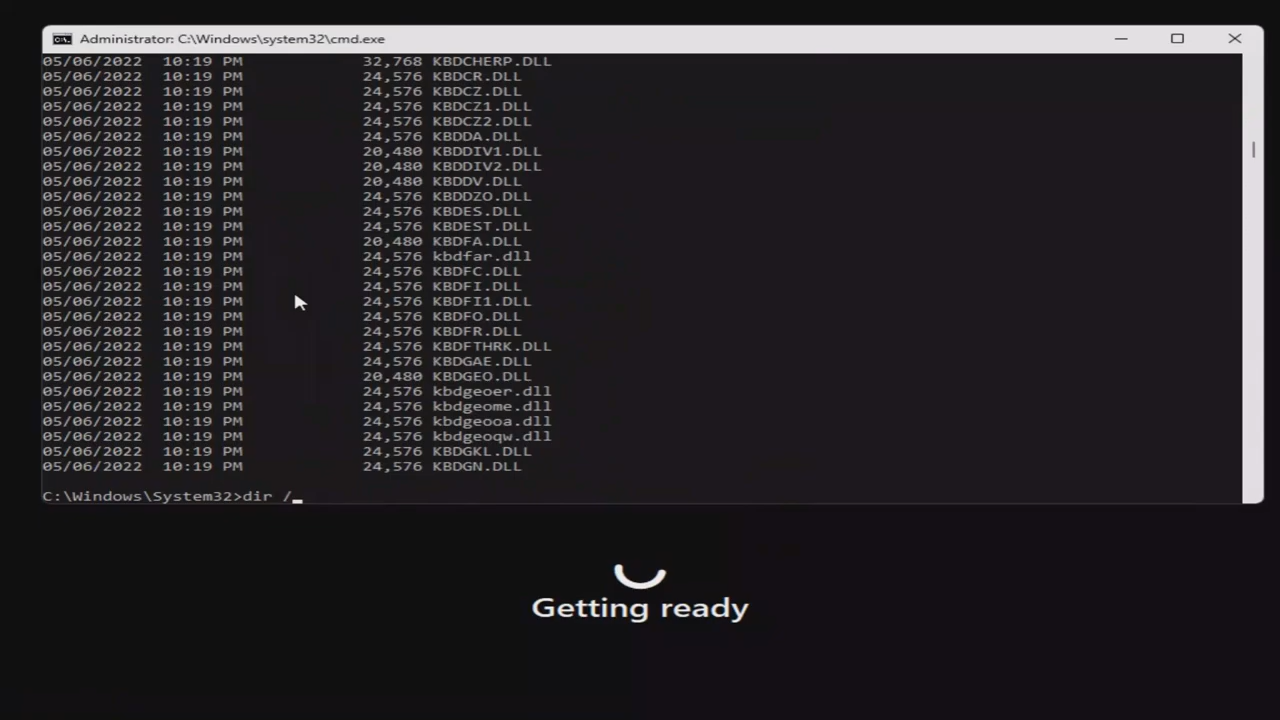 Administrator: C:\Windows\system32\cmd.exe
05/06/2022  10:19 PM            32,768 KBDCHERP.DLL
05/06/2022  10:19 PM            24,576 KBDCR.DLL
05/06/2022  10:19 PM            24,576 KBDCZ.DLL
05/06/2022  10:19 PM            24,576 KBDCZ1.DLL
05/06/2022  10:19 PM            24,576 KBDCZ2.DLL
05/06/2022  10:19 PM            24,576 KBDDA.DLL
05/06/2022  10:19 PM            20,480 KBDDIV1.DLL
05/06/2022  10:19 PM            20,480 KBDDIV2.DLL
05/06/2022  10:19 PM            20,480 KBDDV.DLL
05/06/2022  10:19 PM            24,576 KBDDZO.DLL
05/06/2022  10:19 PM            24,576 KBDES.DLL
05/06/2022  10:19 PM            24,576 KBDEST.DLL
05/06/2022  10:19 PM            20,480 KBDFA.DLL
05/06/2022  10:19 PM            24,576 kbdfar.dll
05/06/2022  10:19 PM            24,576 KBDFC.DLL
05/06/2022  10:19 PM            24,576 KBDFI.DLL
05/06/2022  10:19 PM            24,576 KBDFI1.DLL
05/06/2022  10:19 PM            24,576 KBDFO.DLL
05/06/2022  10:19 PM            24,576 KBDFR.DLL
05/06/2022  10:19 PM            24,576 KBDFTHRK.DLL
05/06/2022  10:19 PM            24,576 KBDGAE.DLL
05/06/2022  10:19 PM            20,480 KBDGEO.DLL
05/06/2022  10:19 PM            24,576 kbdgeoer.dll
05/06/2022  10:19 PM            24,576 kbdgeome.dll
05/06/2022  10:19 PM            24,576 kbdgeooa.dll
05/06/2022  10:19 PM            24,576 kbdgeoqw.dll
05/06/2022  10:19 PM            24,576 KBDGKL.DLL
05/06/2022  10:19 PM            24,576 KBDGN.DLL
C:\Windows\System32>dir /_
Getting ready